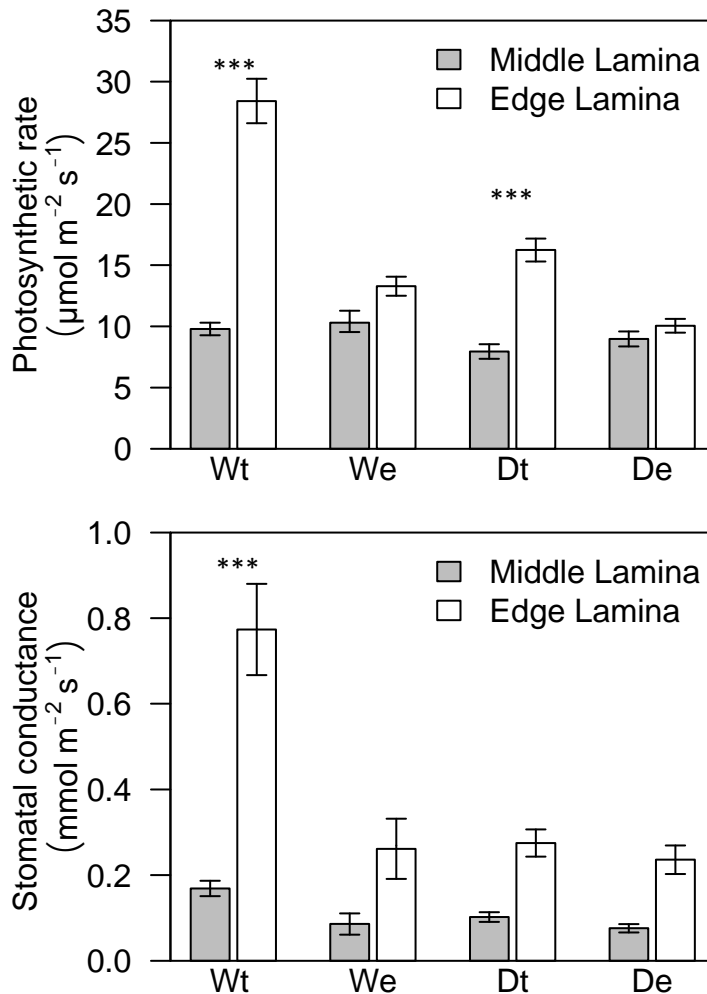 35
30
25
20
15
10
5
0
Photosynthetic rate
(μmol m⁻² s⁻¹)
***
***
Middle Lamina
Edge Lamina
Wt We Dt De
1.0
0.8
0.6
0.4
0.2
0.0
Stomatal conductance
(mmol m⁻² s⁻¹)
***
Middle Lamina
Edge Lamina
Wt We Dt De